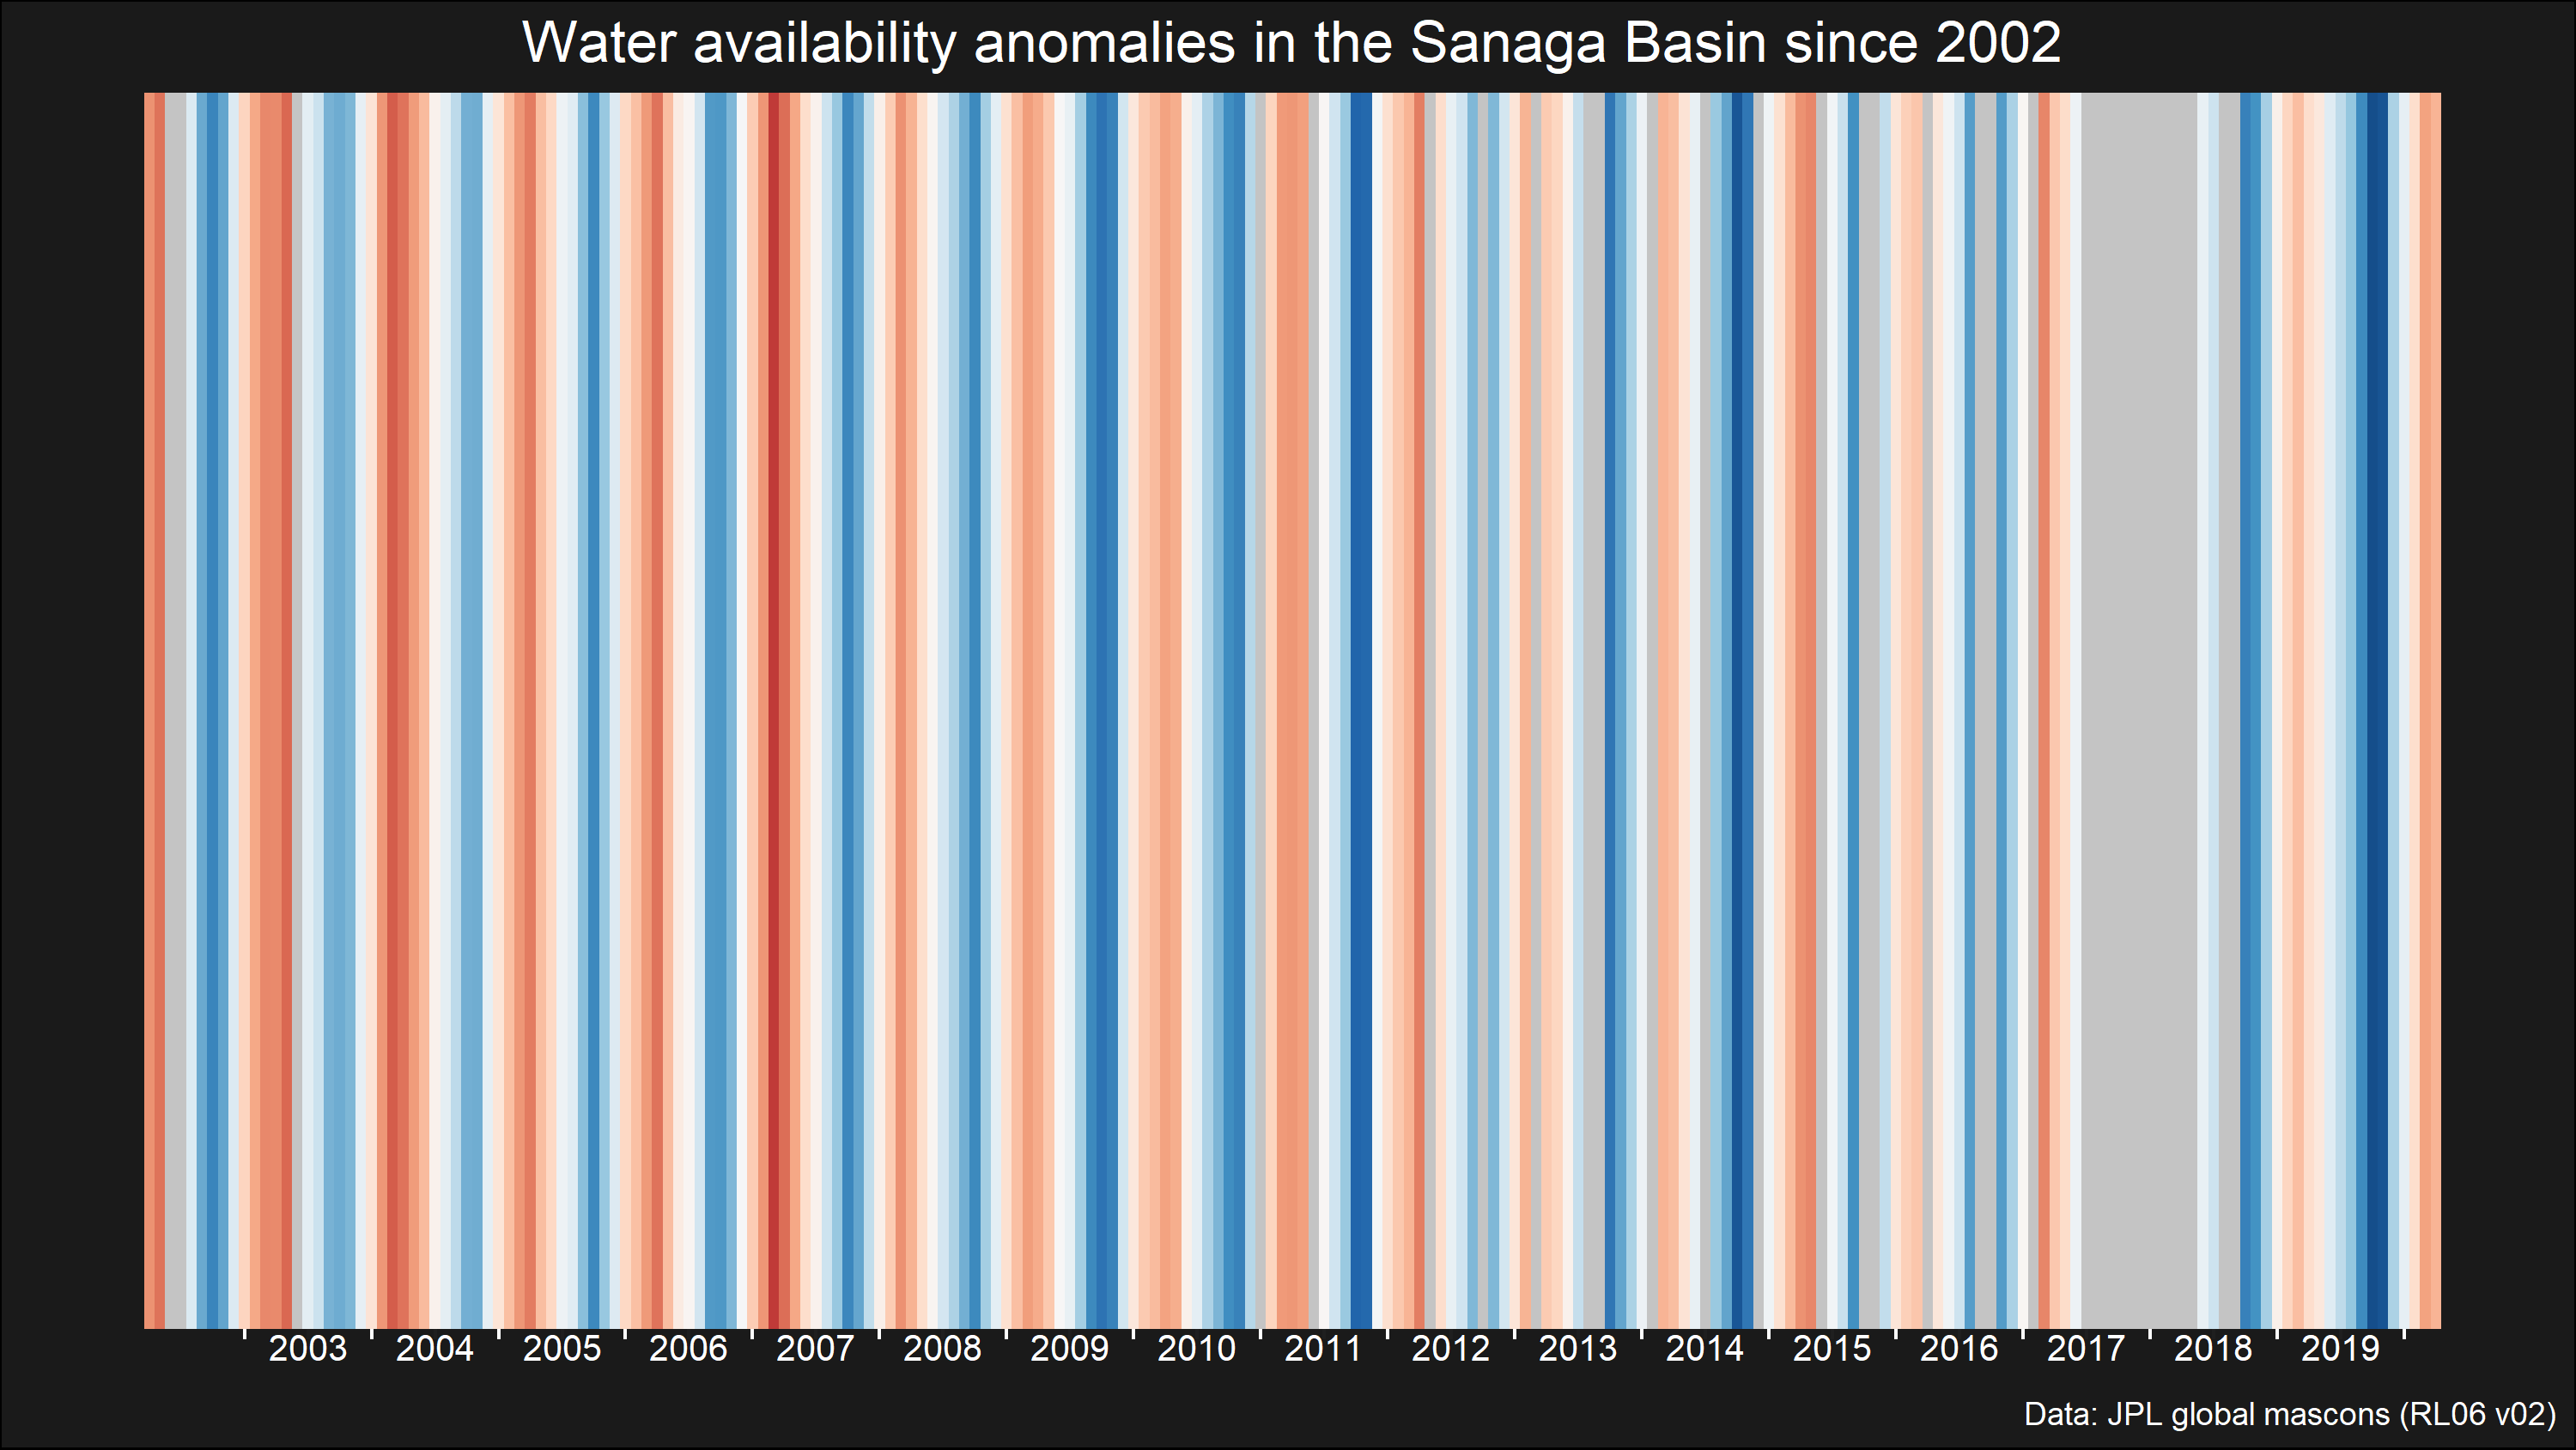 Water availability anomalies in the Sanaga Basin since 2002
2003 2004 2005 2006 2007 2008 2009 2010 2011 2012 2013 2014 2015 2016 2017 2018 2019
Data: JPL global mascons (RL06 v02)